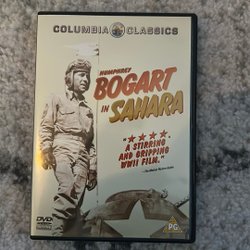 COLUMBIA CLASSICS
HUMPHREY
BOGART
IN
SAHARA
"★★★★
A STIRRING
AND GRIPPING
WWII FILM."
DVD
PG